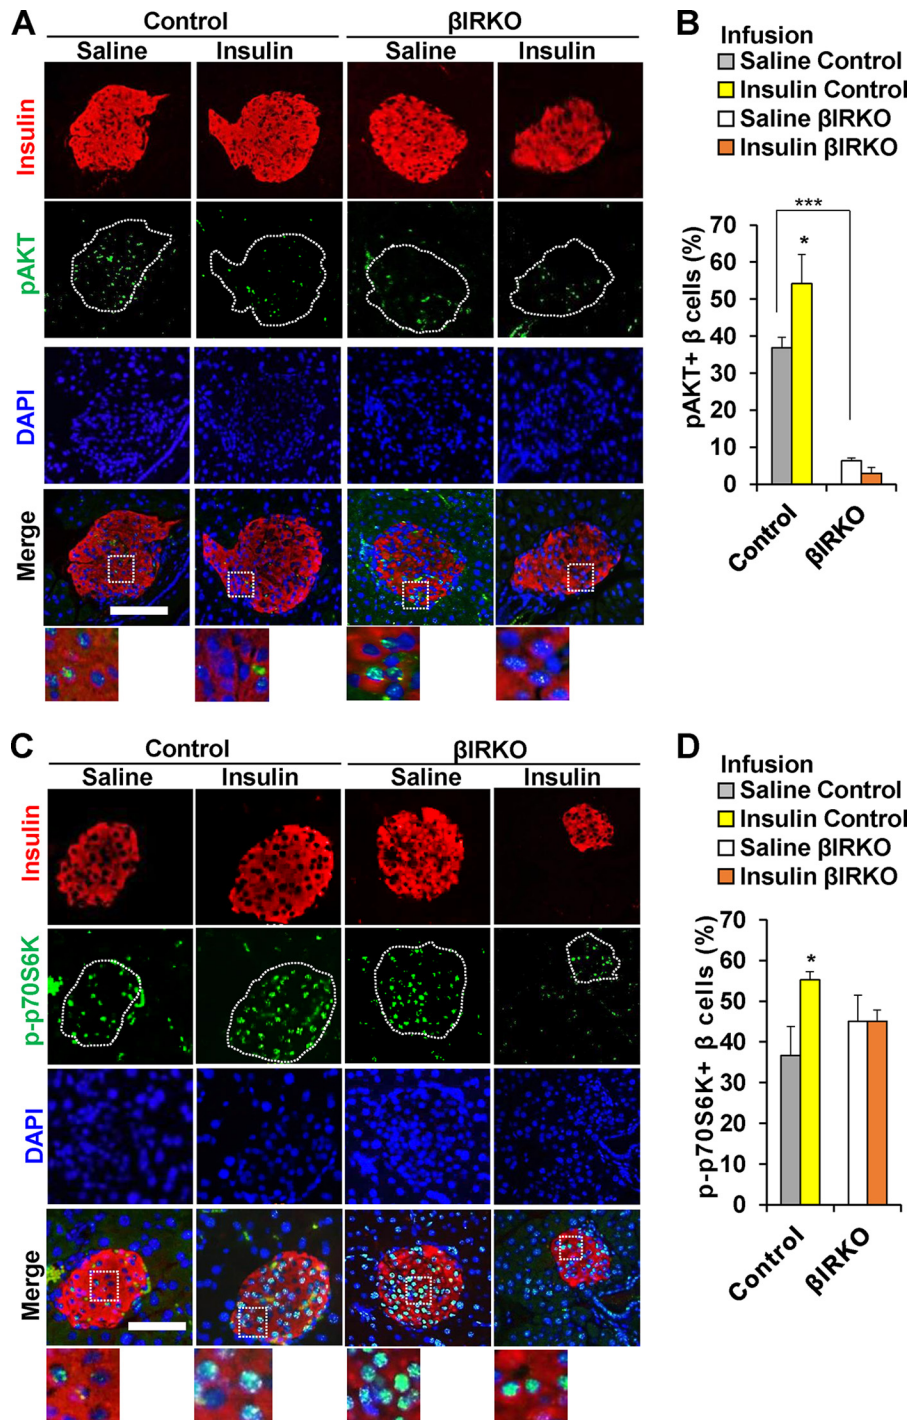 A
Control
βIRKO
Saline
Insulin
Saline
Insulin
Insulin
pAKT
DAPI
Merge
B
Infusion
Saline Control
Insulin Control
Saline βIRKO
Insulin βIRKO
pAKT+ β cells (%)
70
60
50
40
30
20
10
0
***
*
Control
βIRKO
C
Control
βIRKO
Saline
Insulin
Saline
Insulin
Insulin
p-p70S6K
DAPI
Merge
D
Infusion
Saline Control
Insulin Control
Saline βIRKO
Insulin βIRKO
p-p70S6K+ β cells (%)
70
60
50
40
30
20
10
0
*
Control
βIRKO